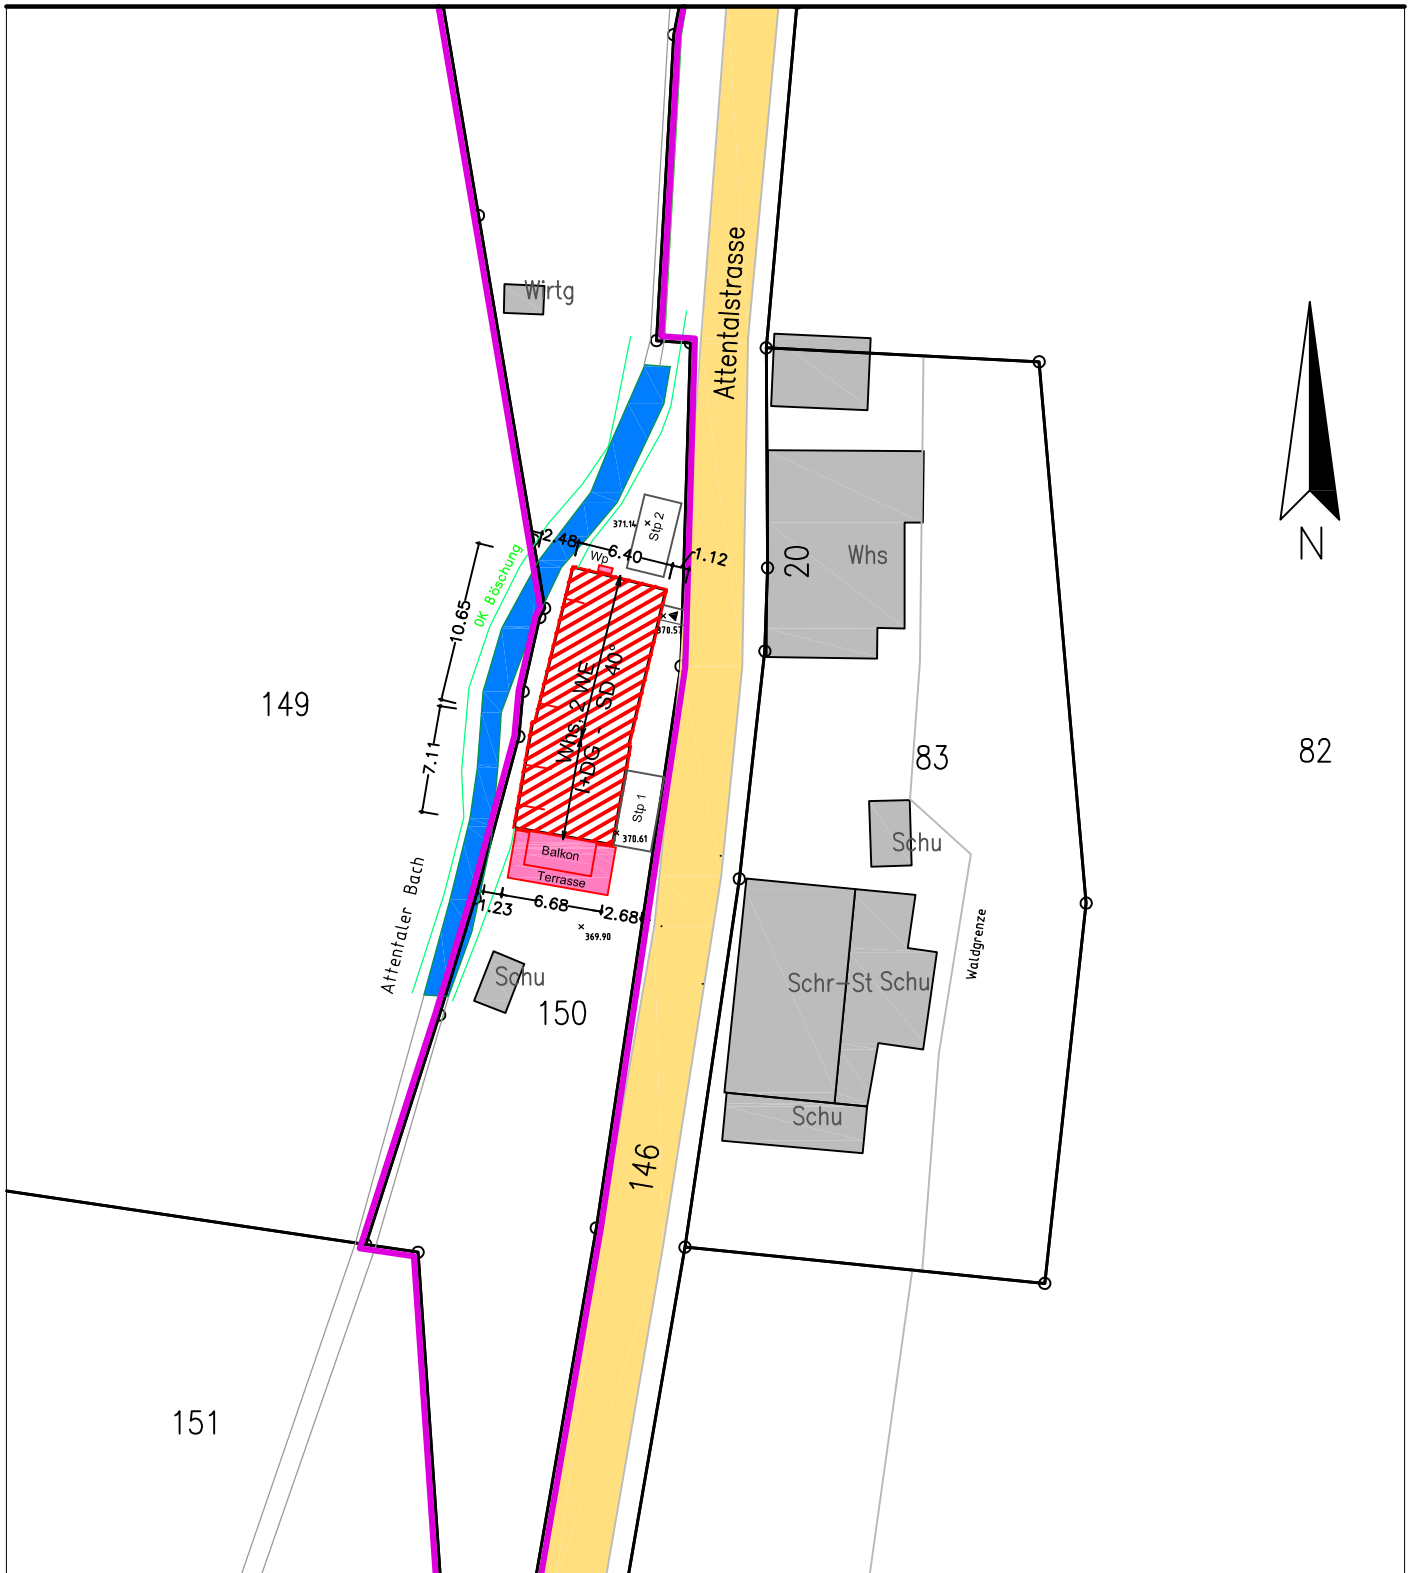 Attentalstrasse
Wirtg
N
371.14
Stp 2
2.48
6.40
1.12
Wp
20
Whs
OK Böschung
10.65
370.57
149
Whs, 2 WE
I+DG - SD 40°
7.11
83
82
Stp 1
370.61
Schu
Balkon
Terrasse
Attentaler Bach
1.23
6.68
2.68
369.90
Waldgrenze
Schu
150
Schr-St
Schu
Schu
146
151